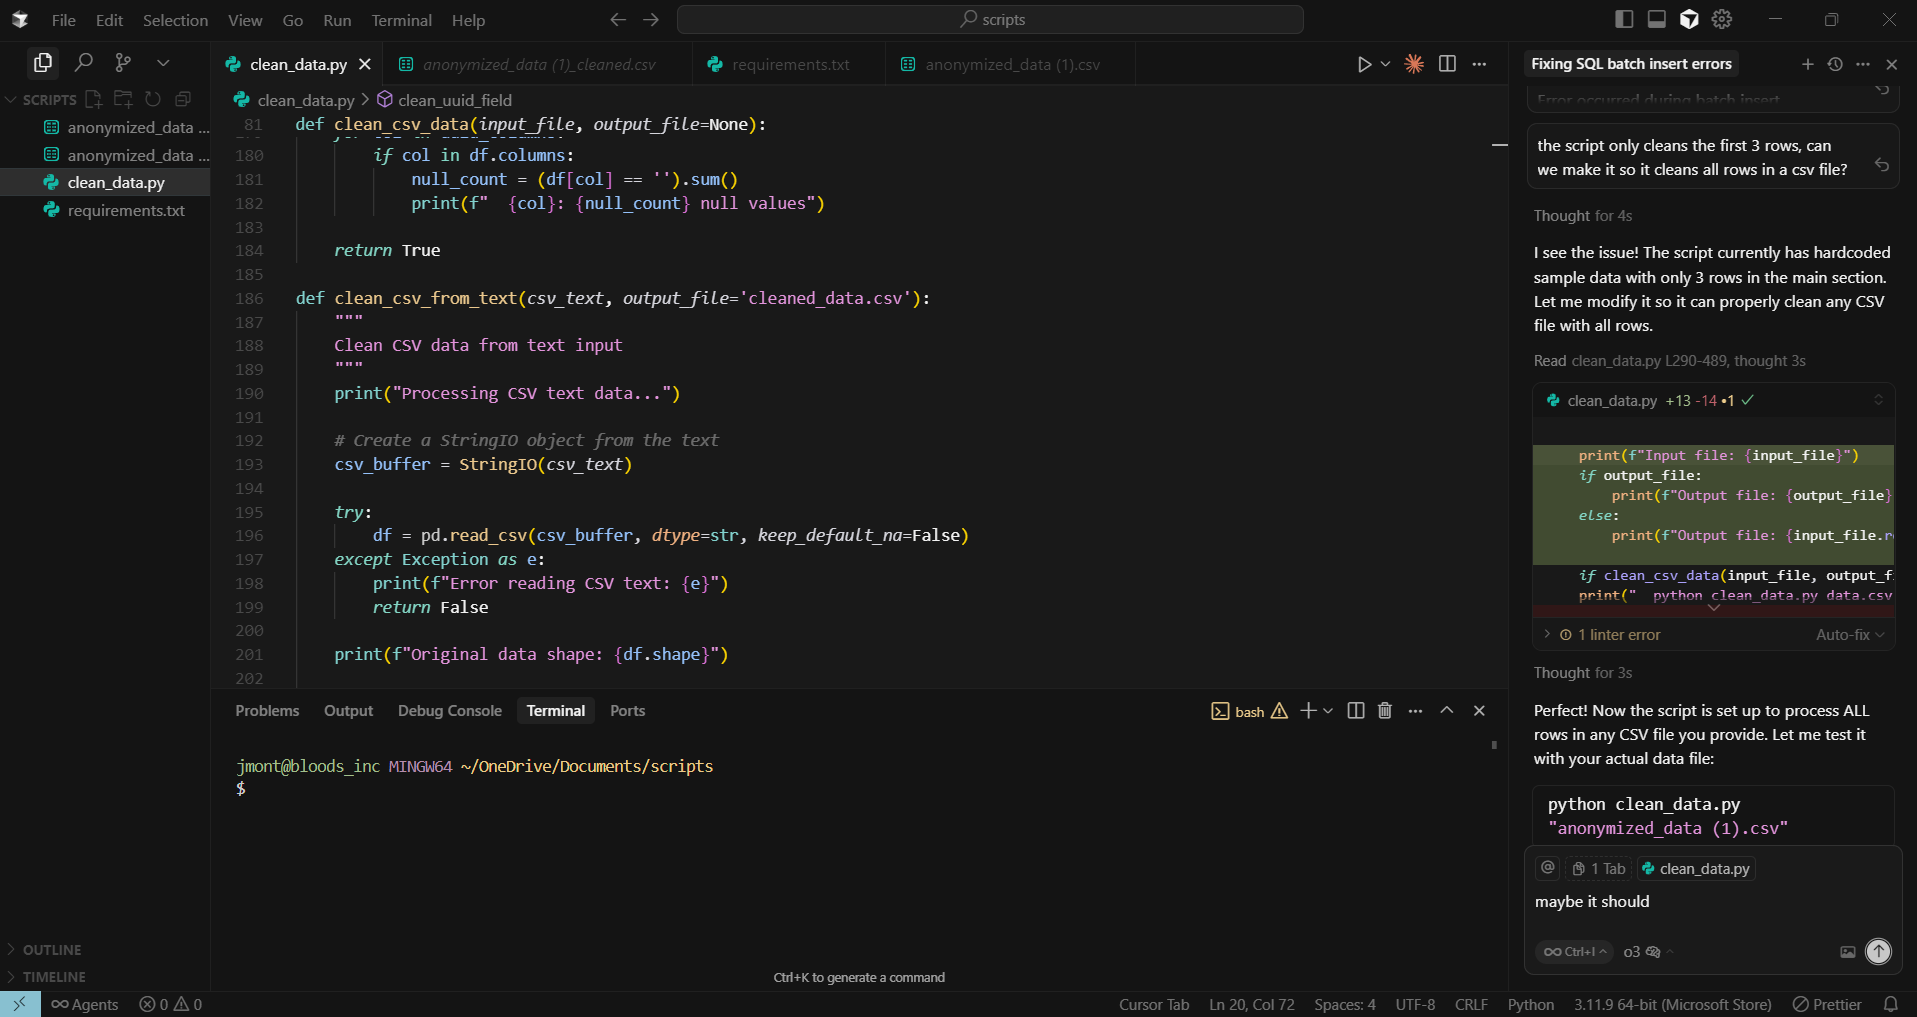 File Edit Selection View Go Run Terminal Help
scripts
clean_data.py
anonymized_data (1)_cleaned.csv
requirements.txt
anonymized_data (1).csv
SCRIPTS
anonymized_data ...
anonymized_data ...
clean_data.py
requirements.txt
OUTLINE
TIMELINE
clean_data.py > clean_uuid_field
81 def clean_csv_data(input_file, output_file=None):
180 if col in df.columns:
181 null_count = (df[col] == '').sum()
182 print(f"  {col}: {null_count} null values")
183
184 return True
185
186 def clean_csv_from_text(csv_text, output_file='cleaned_data.csv'):
187 """
188 Clean CSV data from text input
189 """
190 print("Processing CSV text data...")
191
192 # Create a StringIO object from the text
193 csv_buffer = StringIO(csv_text)
194
195 try:
196 df = pd.read_csv(csv_buffer, dtype=str, keep_default_na=False)
197 except Exception as e:
198 print(f"Error reading CSV text: {e}")
199 return False
200
201 print(f"Original data shape: {df.shape}")
202
Problems Output Debug Console Terminal Ports
bash
jmont@bloods_inc MINGW64 ~/OneDrive/Documents/scripts
$
Ctrl+K to generate a command
Fixing SQL batch insert errors
Error occurred during batch insert
the script only cleans the first 3 rows, can
we make it so it cleans all rows in a csv file?
Thought for 4s
I see the issue! The script currently has hardcoded
sample data with only 3 rows in the main section.
Let me modify it so it can properly clean any CSV
file with all rows.
Read clean_data.py L290-489, thought 3s
clean_data.py +13 -14 •1
print(f"Input file: {input_file}")
if output_file:
print(f"Output file: {output_file}
else:
print(f"Output file: {input_file.r
if clean_csv_data(input_file, output_f
print("  python clean_data.py data.csv
1 linter error Auto-fix
Thought for 3s
Perfect! Now the script is set up to process ALL
rows in any CSV file you provide. Let me test it
with your actual data file:
python clean_data.py
"anonymized_data (1).csv"
@ 1 Tab clean_data.py
maybe it should
Ctrl+I o3
Agents 0 0
Cursor Tab Ln 20, Col 72 Spaces: 4 UTF-8 CRLF Python 3.11.9 64-bit (Microsoft Store) Prettier